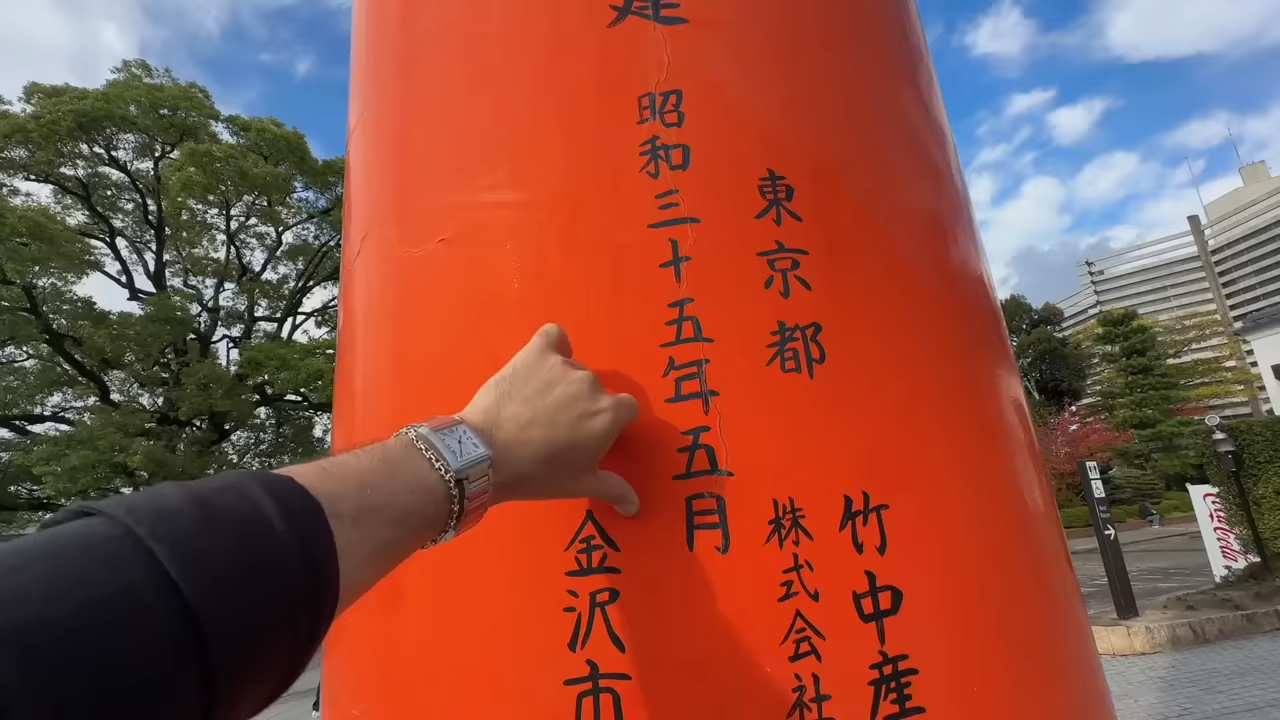 東京都
竹中産
株式会社
建 昭和三十五年五月
金沢市
Coca-Cola